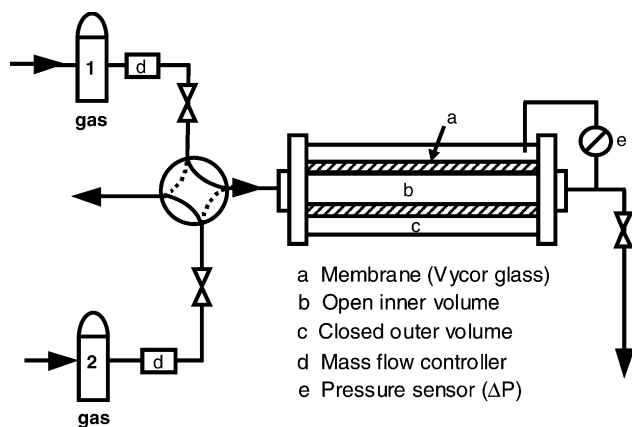 1
d
gas
a
e
b
c
a Membrane (Vycor glass)
b Open inner volume
c Closed outer volume
d Mass flow controller
e Pressure sensor (ΔP)
2
d
gas